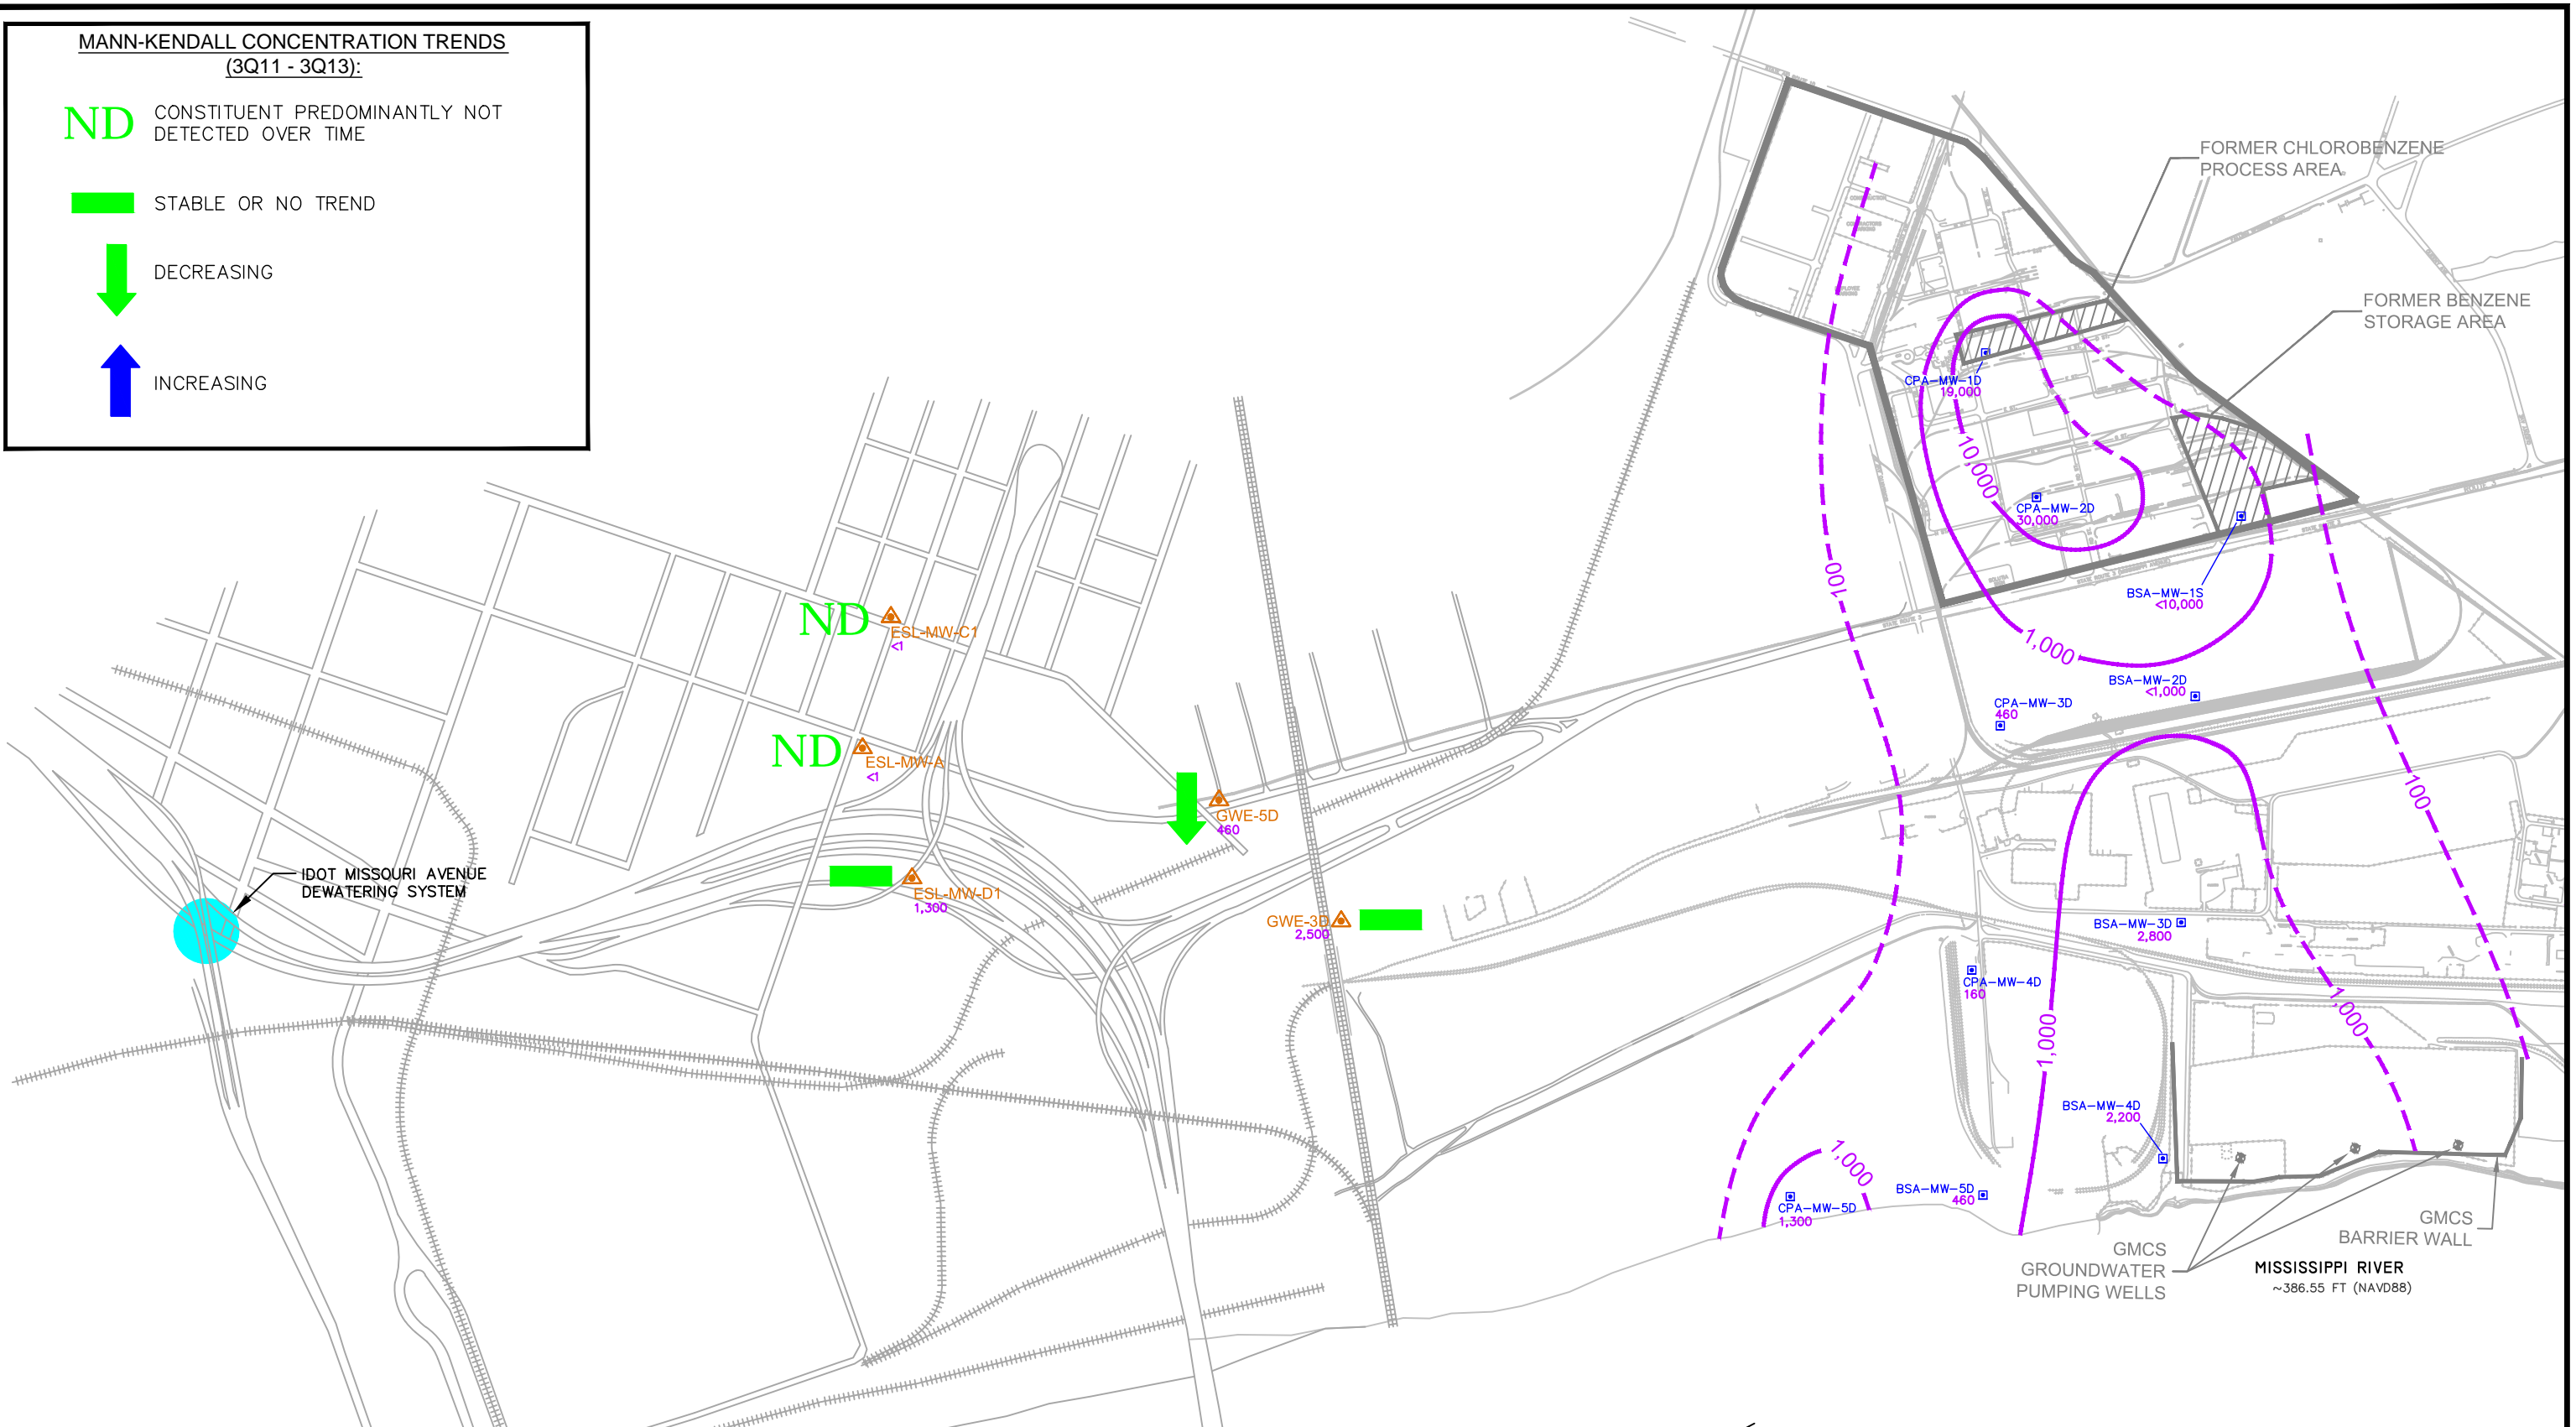 MANN-KENDALL CONCENTRATION TRENDS
(3Q11 - 3Q13):
ND
CONSTITUENT PREDOMINANTLY NOT
DETECTED OVER TIME
STABLE OR NO TREND
DECREASING
INCREASING
FORMER CHLOROBENZENE
PROCESS AREA
FORMER BENZENE
STORAGE AREA
CPA-MW-1D
19,000
10,000
CPA-MW-2D
30,000
BSA-MW-1S
<10,000
100
1,000
BSA-MW-2D
<1,000
CPA-MW-3D
460
100
ND
ESL-MW-C1
<1
ND
ESL-MW-A
<1
GWE-5D
460
IDOT MISSOURI AVENUE
DEWATERING SYSTEM
ESL-MW-D1
1,300
GWE-3D
2,500
BSA-MW-3D
2,800
CPA-MW-4D
160
1,000
1,000
BSA-MW-4D
2,200
1,000
CPA-MW-5D
1,300
BSA-MW-5D
460
GMCS
BARRIER WALL
GMCS
GROUNDWATER
PUMPING WELLS
MISSISSIPPI RIVER
~386.55 FT (NAVD88)